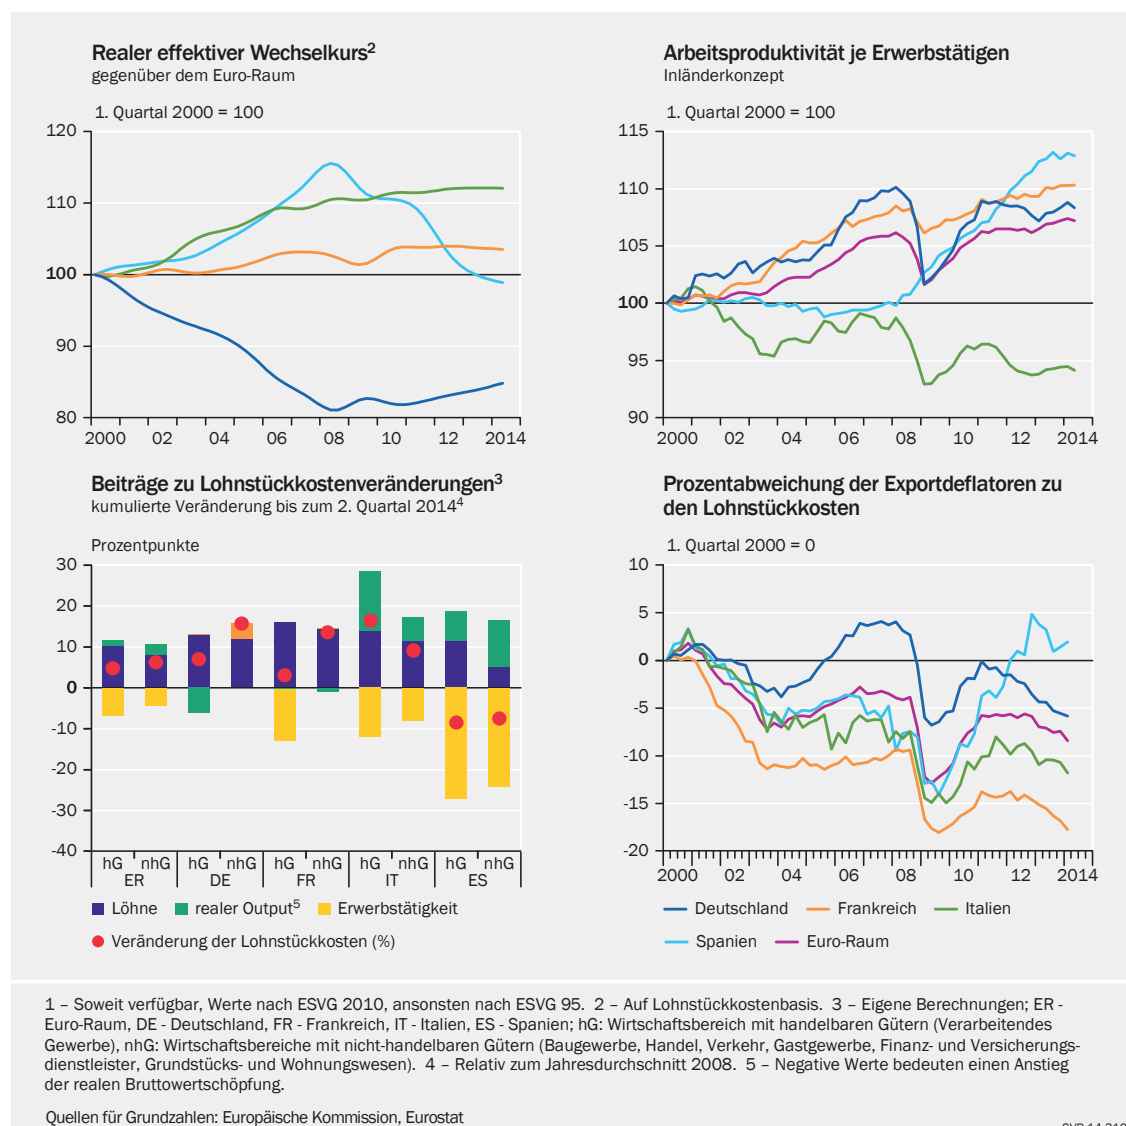 Realer effektiver Wechselkurs²
gegenüber dem Euro-Raum
1. Quartal 2000 = 100
120
110
100
90
80
2000 02 04 06 08 10 12 2014
Arbeitsproduktivität je Erwerbstätigen
Inländerkonzept
1. Quartal 2000 = 100
115
110
105
100
95
90
2000 02 04 06 08 10 12 2014
Beiträge zu Lohnstückkostenveränderungen³
kumulierte Veränderung bis zum 2. Quartal 2014⁴
Prozentpunkte
30
20
10
0
-10
-20
-30
-40
hG nhG hG nhG hG nhG hG nhG hG nhG
ER DE FR IT ES
Löhne realer Output⁵ Erwerbstätigkeit
Veränderung der Lohnstückkosten (%)
Prozentabweichung der Exportdeflatoren zu
den Lohnstückkosten
1. Quartal 2000 = 0
10
5
0
-5
-10
-15
-20
2000 02 04 06 08 10 12 2014
Deutschland Frankreich Italien
Spanien Euro-Raum
1 – Soweit verfügbar, Werte nach ESVG 2010, ansonsten nach ESVG 95. 2 – Auf Lohnstückkostenbasis. 3 – Eigene Berechnungen; ER -
Euro-Raum, DE - Deutschland, FR - Frankreich, IT - Italien, ES - Spanien; hG: Wirtschaftsbereich mit handelbaren Gütern (Verarbeitendes
Gewerbe), nhG: Wirtschaftsbereiche mit nicht-handelbaren Gütern (Baugewerbe, Handel, Verkehr, Gastgewerbe, Finanz- und Versicherungs-
dienstleister, Grundstücks- und Wohnungswesen). 4 – Relativ zum Jahresdurchschnitt 2008. 5 – Negative Werte bedeuten einen Anstieg
der realen Bruttowertschöpfung.
Quellen für Grundzahlen: Europäische Kommission, Eurostat